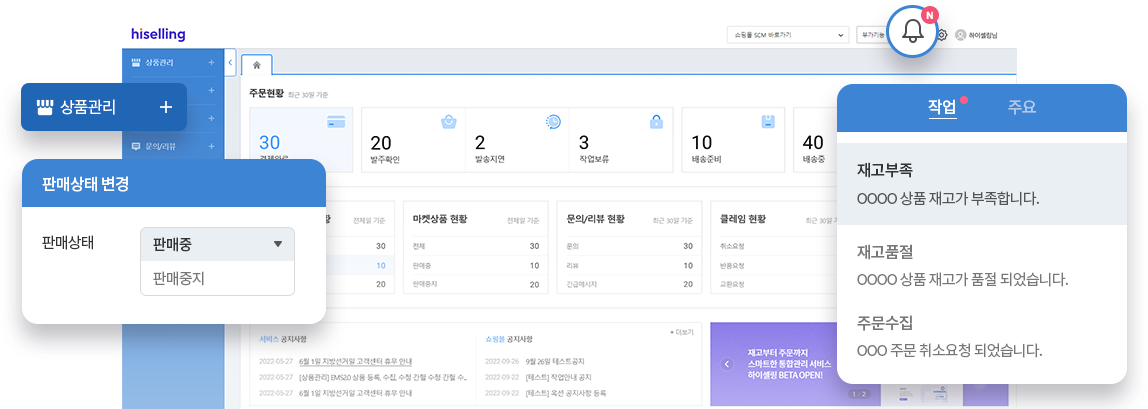 hiselling
쇼핑몰 SCM 바로가기
부가기능
N
하이셀링님
상품관리 +
+
상품관리 +
+
문의/리뷰 +
판매상태 변경
판매상태
판매중
판매중지
주문현황 최근 30일 기준
30
20
발주확인
2
발송지연
3
작업보류
10
배송준비
40
배송중
전체일 기준
30
10
20
마켓상품 현황 전체일 기준
전체 30
판매중 10
판매중지 20
문의/리뷰 현황 최근 30일 기준
문의 30
리뷰 10
긴급메시지 20
클레임 현황 최근 30일
취소요청
반품요청
교환요청
서비스 공지사항
2022-05-27 6월 1일 지방선거일 고객센터 휴무 안내
2022-05-27 [상품관리] EMS2.0 상품 등록, 수집, 수정 간헐 수정 간헐 수..
2022-05-27 6월 1일 지방선거일 고객센터 휴무 안내
쇼핑몰 공지사항
+ 더보기
2022-09-26 9월 26일 테스트공지
2022-09-22 [테스트] 작업안내 공지
2022-09-22 [테스트] 옥션 공지사항 등록
재고부터 주문까지
스마트한 통합관리 서비스
하이셀링 BETA OPEN!
1 - 2
작업 주요
재고부족
OOOO 상품 재고가 부족합니다.
재고품절
OOOO 상품 재고가 품절 되었습니다.
주문수집
OOO 주문 취소요청 되었습니다.